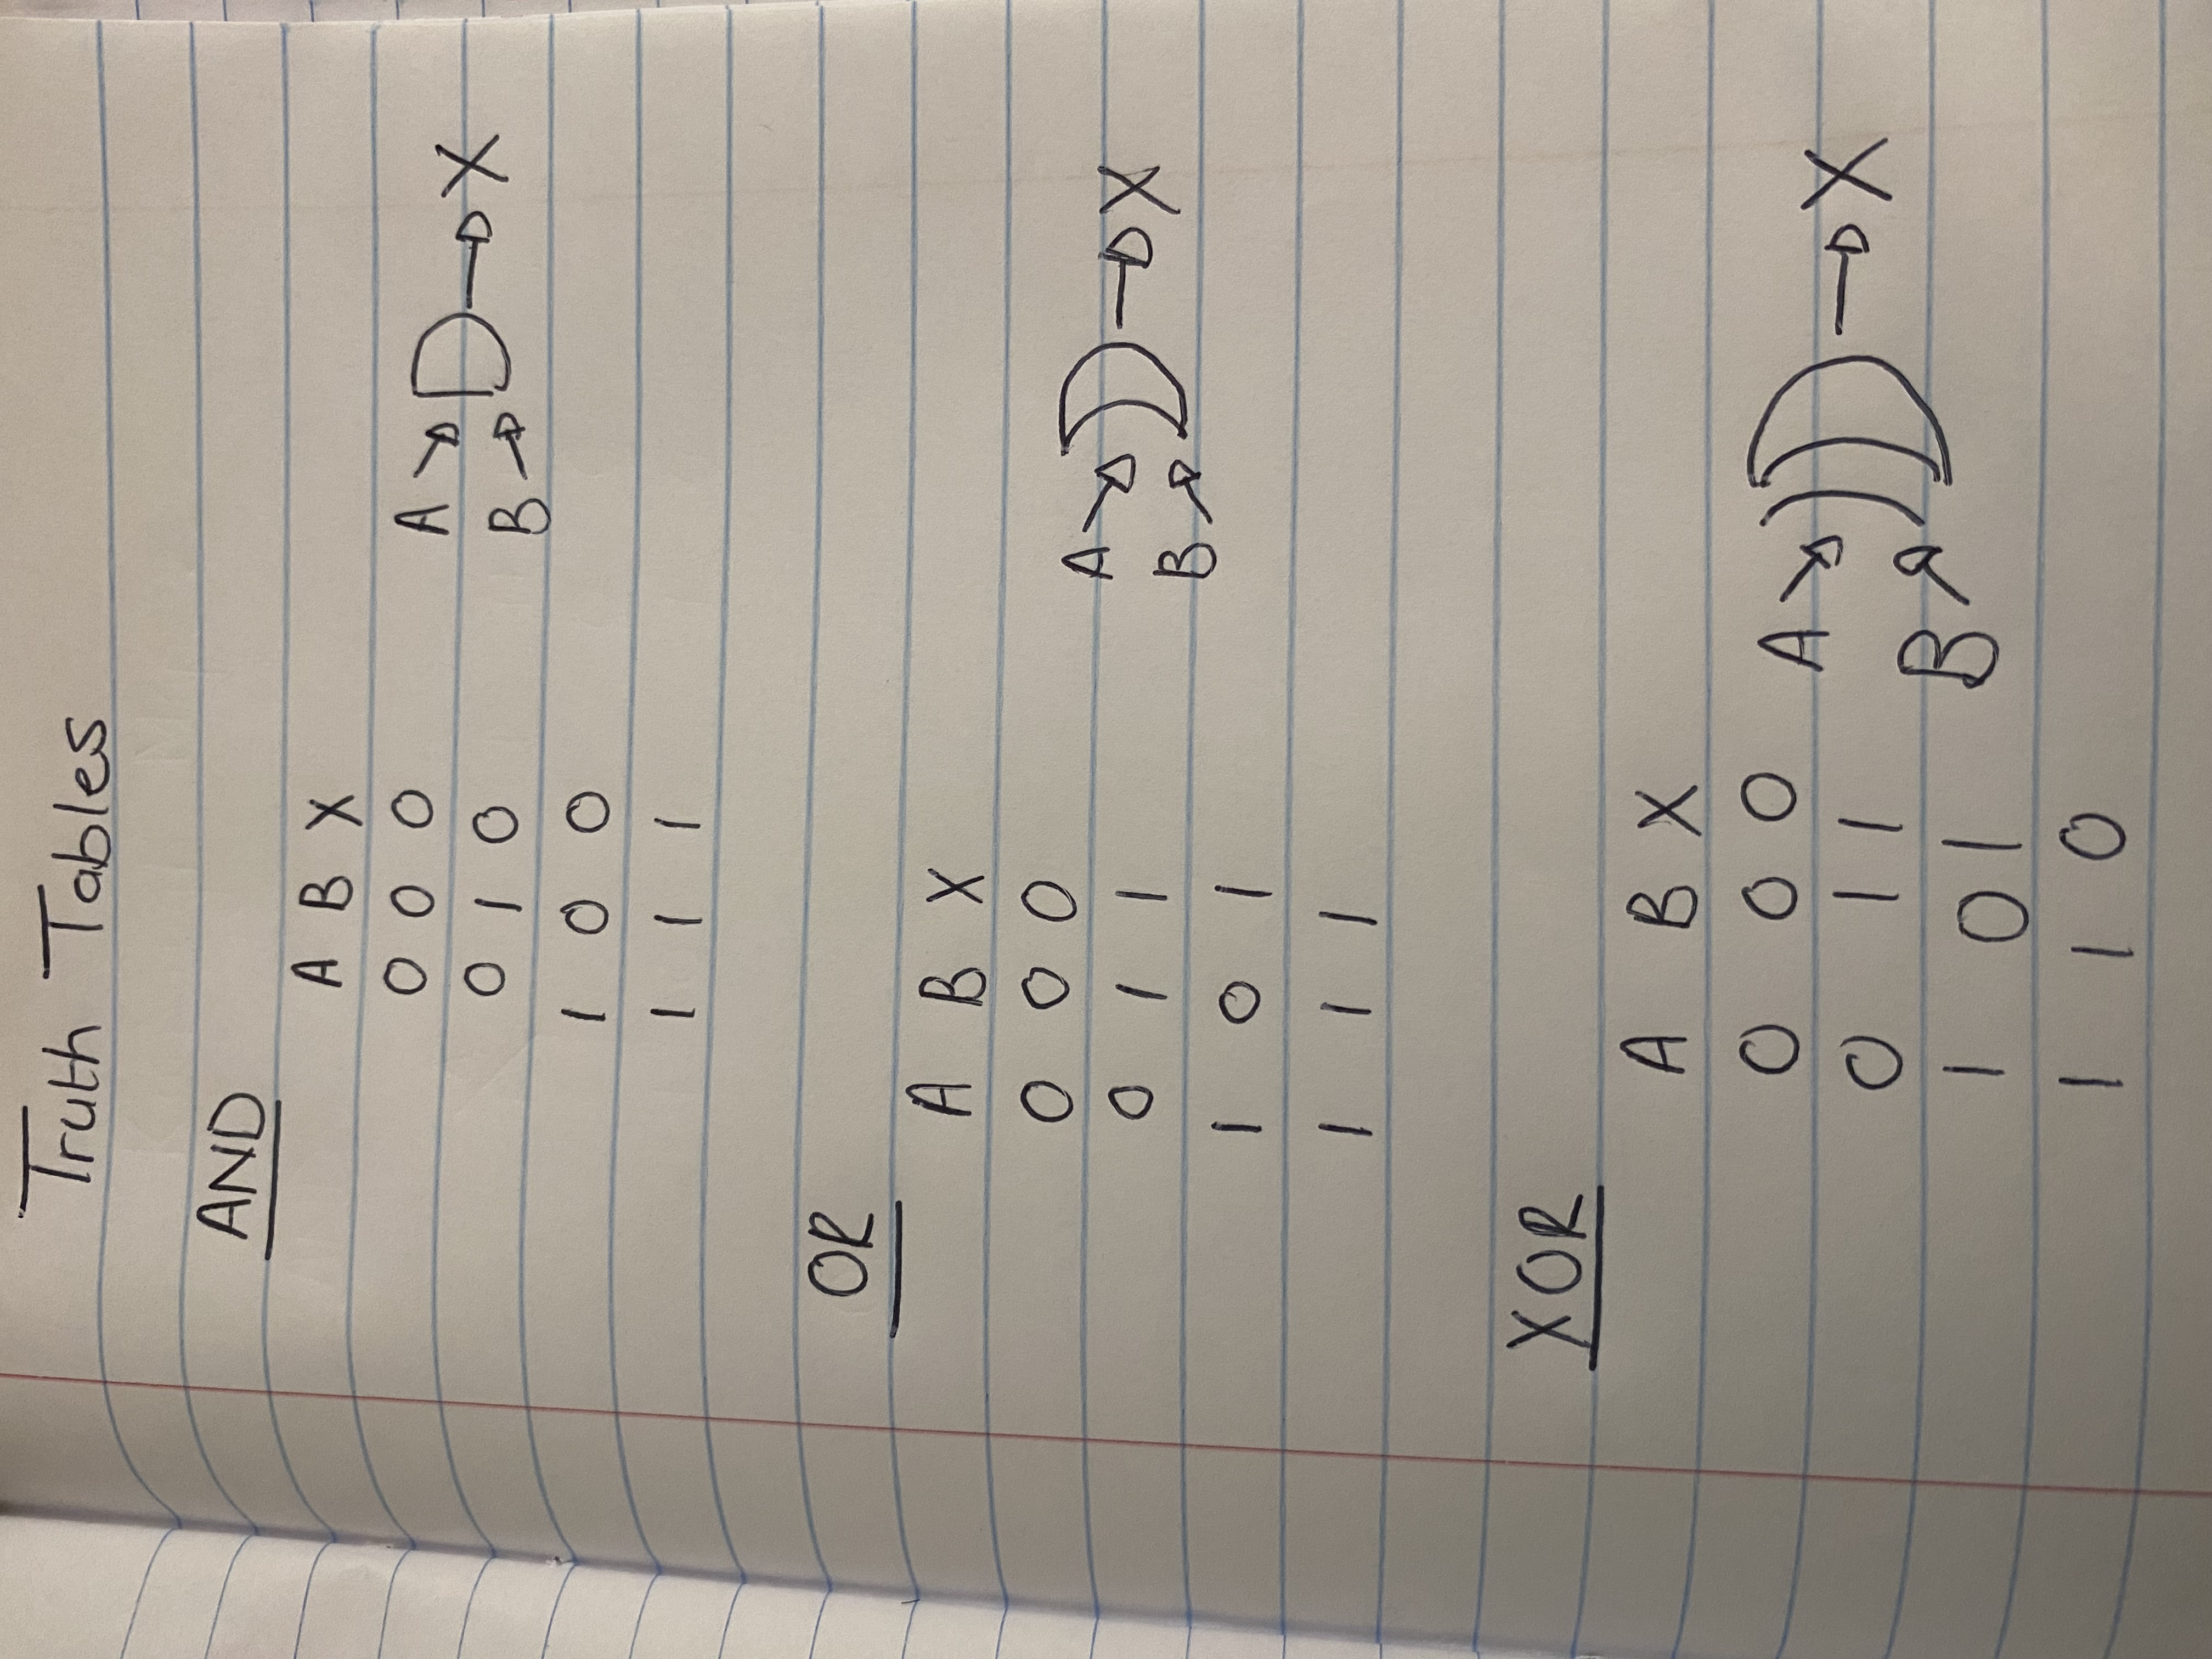 Truth Tables
AND
A B X
0 0 0
A
0 1 0
X
B
1 0 0
1 1 1
OR
A B X
0 0 0
A
0 1 1
X
B
1 0 1
1 1 1
XOR
A B X
0 0 0
A
0 1 1
X
B
1 0 1
1 1 0